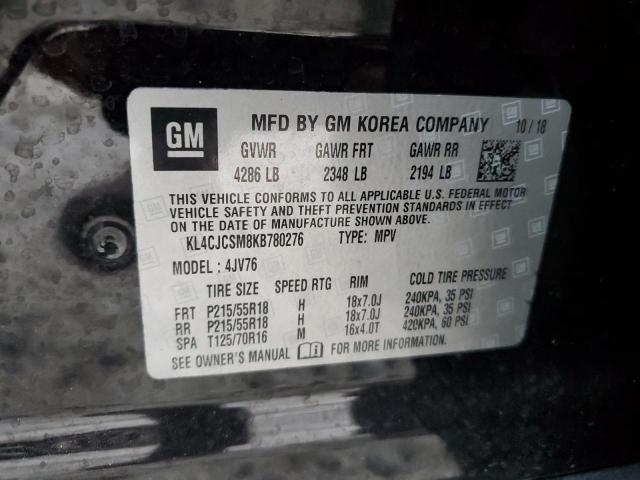 GM
MFD BY GM KOREA COMPANY 10/18
GVWR GAWR FRT GAWR RR
4286 LB 2348 LB 2194 LB
THIS VEHICLE CONFORMS TO ALL APPLICABLE U.S. FEDERAL MOTOR
VEHICLE SAFETY AND THEFT PREVENTION STANDARDS IN EFFECT
ON THE DATE OF MANUFACTURE SHOWN ABOVE.
KL4CJCSM8KB780276 TYPE: MPV
MODEL : 4JV76
TIRE SIZE SPEED RTG RIM COLD TIRE PRESSURE
FRT P215/55R18 H 18x7.0J 240KPA, 35 PSI
RR P215/55R18 H 18x7.0J 240KPA, 35 PSI
SPA T125/70R16 M 16x4.0T 420KPA, 60 PSI
SEE OWNER'S MANUAL FOR MORE INFORMATION.